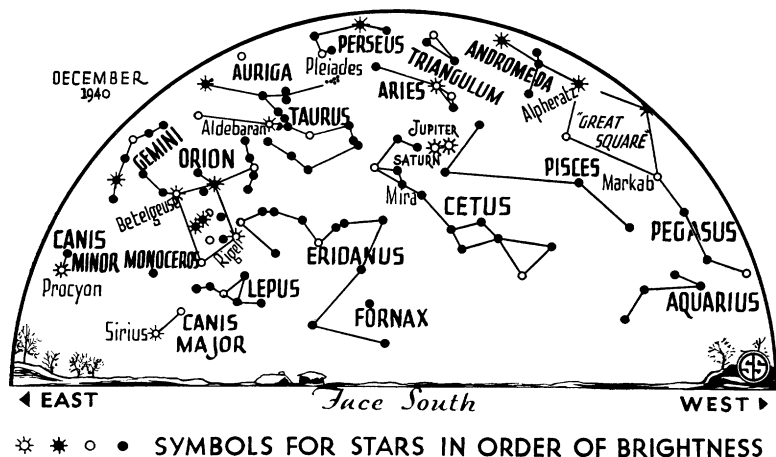 DECEMBER
1940
PERSEUS
Pleiades
AURIGA
TRIANGULUM
ANDROMEDA
ARIES
Alpheratz
TAURUS
Aldebaran
"GREAT
SQUARE"
JUPITER
SATURN
GEMINI
ORION
PISCES
Markab
Mira
Betelgeuse
CETUS
PEGASUS
CANIS
MINOR
MONOCEROS
Rigel
ERIDANUS
Procyon
LEPUS
AQUARIUS
FORNAX
Sirius
CANIS
MAJOR
SS
EAST
Face South
WEST
SYMBOLS FOR STARS IN ORDER OF BRIGHTNESS